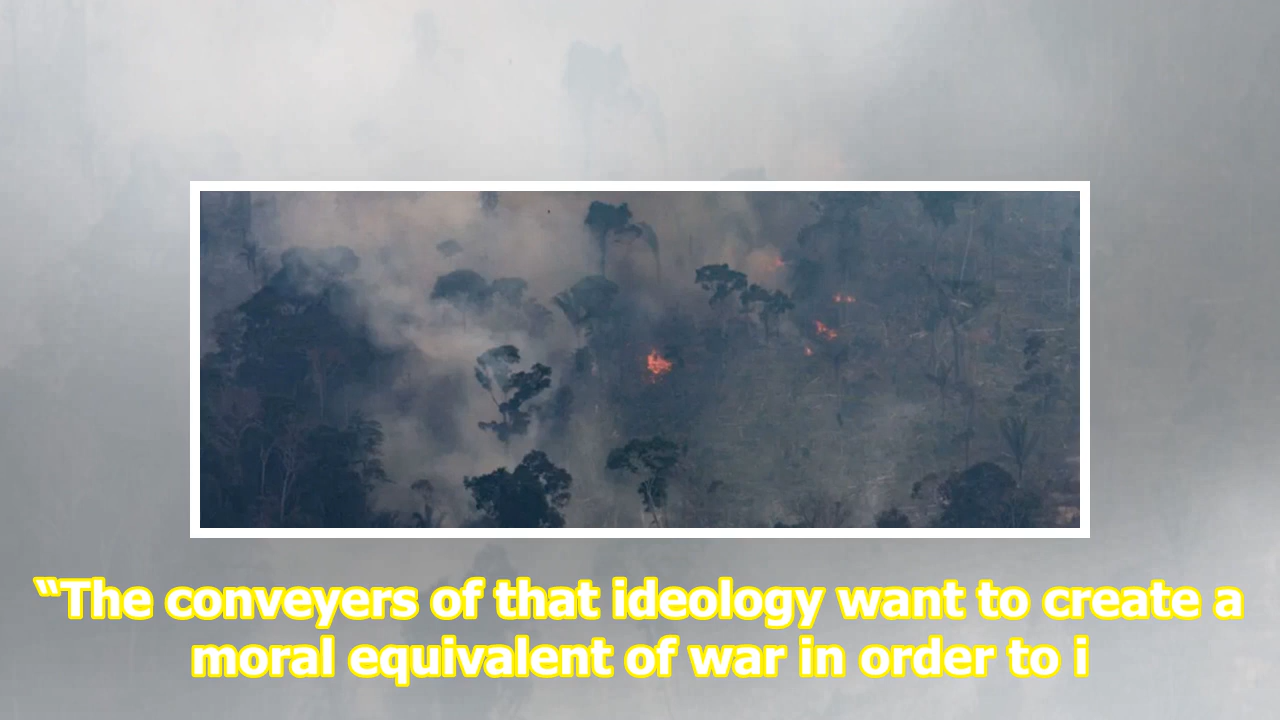 “The conveyers of that ideology want to create a
moral equivalent of war in order to i